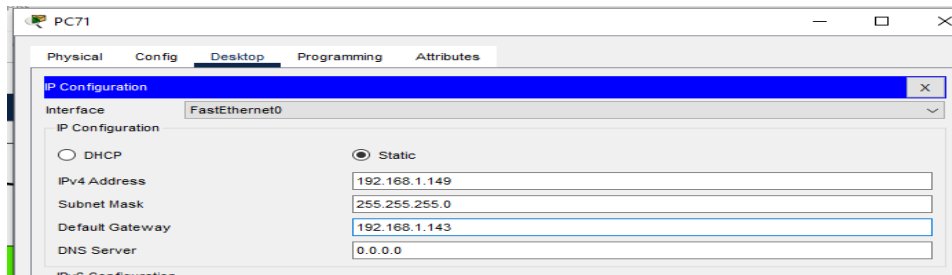 PC71
Physical Config Desktop Programming Attributes
IP Configuration X
Interface FastEthernet0
IP Configuration
DHCP Static
IPv4 Address 192.168.1.149
Subnet Mask 255.255.255.0
Default Gateway 192.168.1.143
DNS Server 0.0.0.0
IPv6 Configuration